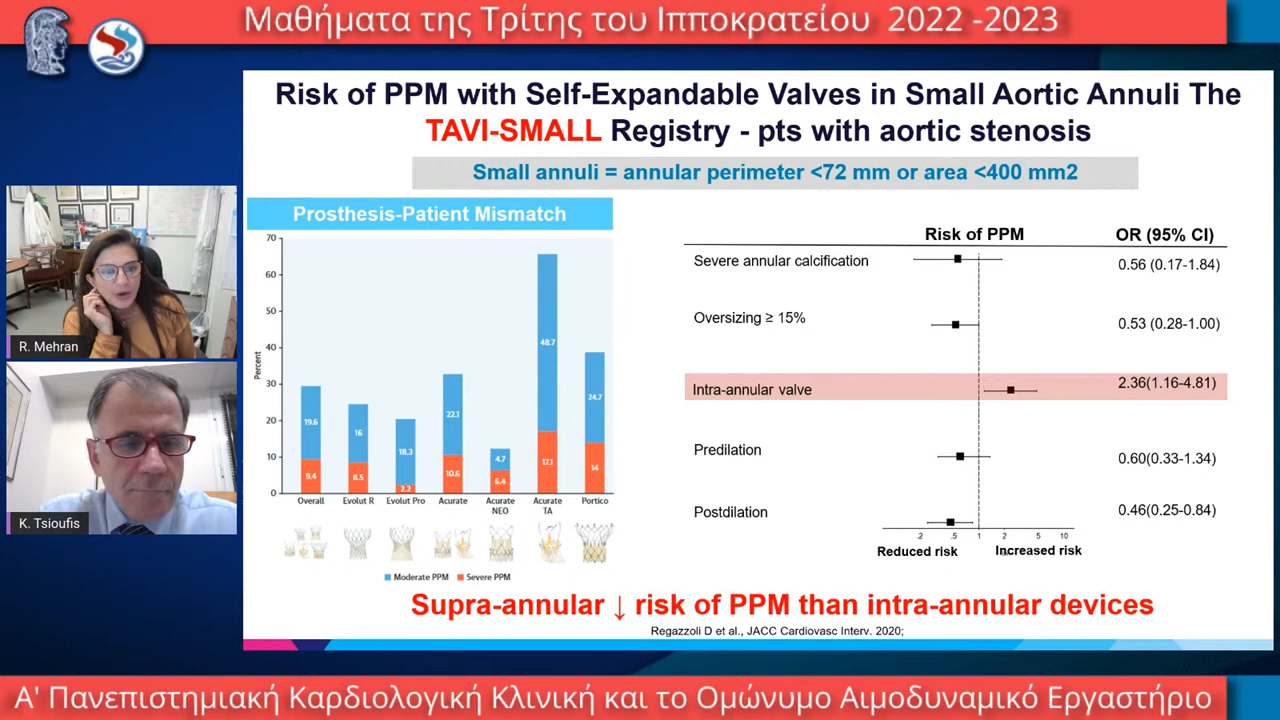 Μαθήματα της Τρίτης του Ιπποκρατείου 2022 -2023
Risk of PPM with Self-Expandable Valves in Small Aortic Annuli The
TAVI-SMALL Registry - pts with aortic stenosis
Small annuli = annular perimeter <72 mm or area <400 mm2
Prosthesis-Patient Mismatch
Percent
70
60
50
40
30
20
10
0
19.6
9.4
16
8.5
18.3
2.2
22.1
10.6
4.7
6.4
48.7
17.1
24.7
14
Overall
Evolut R
Evolut Pro
Acurate
Acurate
NEO
Acurate
TA
Portico
Moderate PPM
Severe PPM
Risk of PPM
OR (95% CI)
Severe annular calcification
0.56 (0.17-1.84)
Oversizing ≥ 15%
0.53 (0.28-1.00)
Intra-annular valve
2.36(1.16-4.81)
Predilation
0.60(0.33-1.34)
Postdilation
0.46(0.25-0.84)
.2 .5 1 2 5 10
Reduced risk
Increased risk
Supra-annular ↓ risk of PPM than intra-annular devices
Regazzoli D et al., JACC Cardiovasc Interv. 2020;
R. Mehran
K. Tsioufis
Α' Πανεπιστημιακή Καρδιολογική Κλινική και το Ομώνυμο Αιμοδυναμικό Εργαστήριο